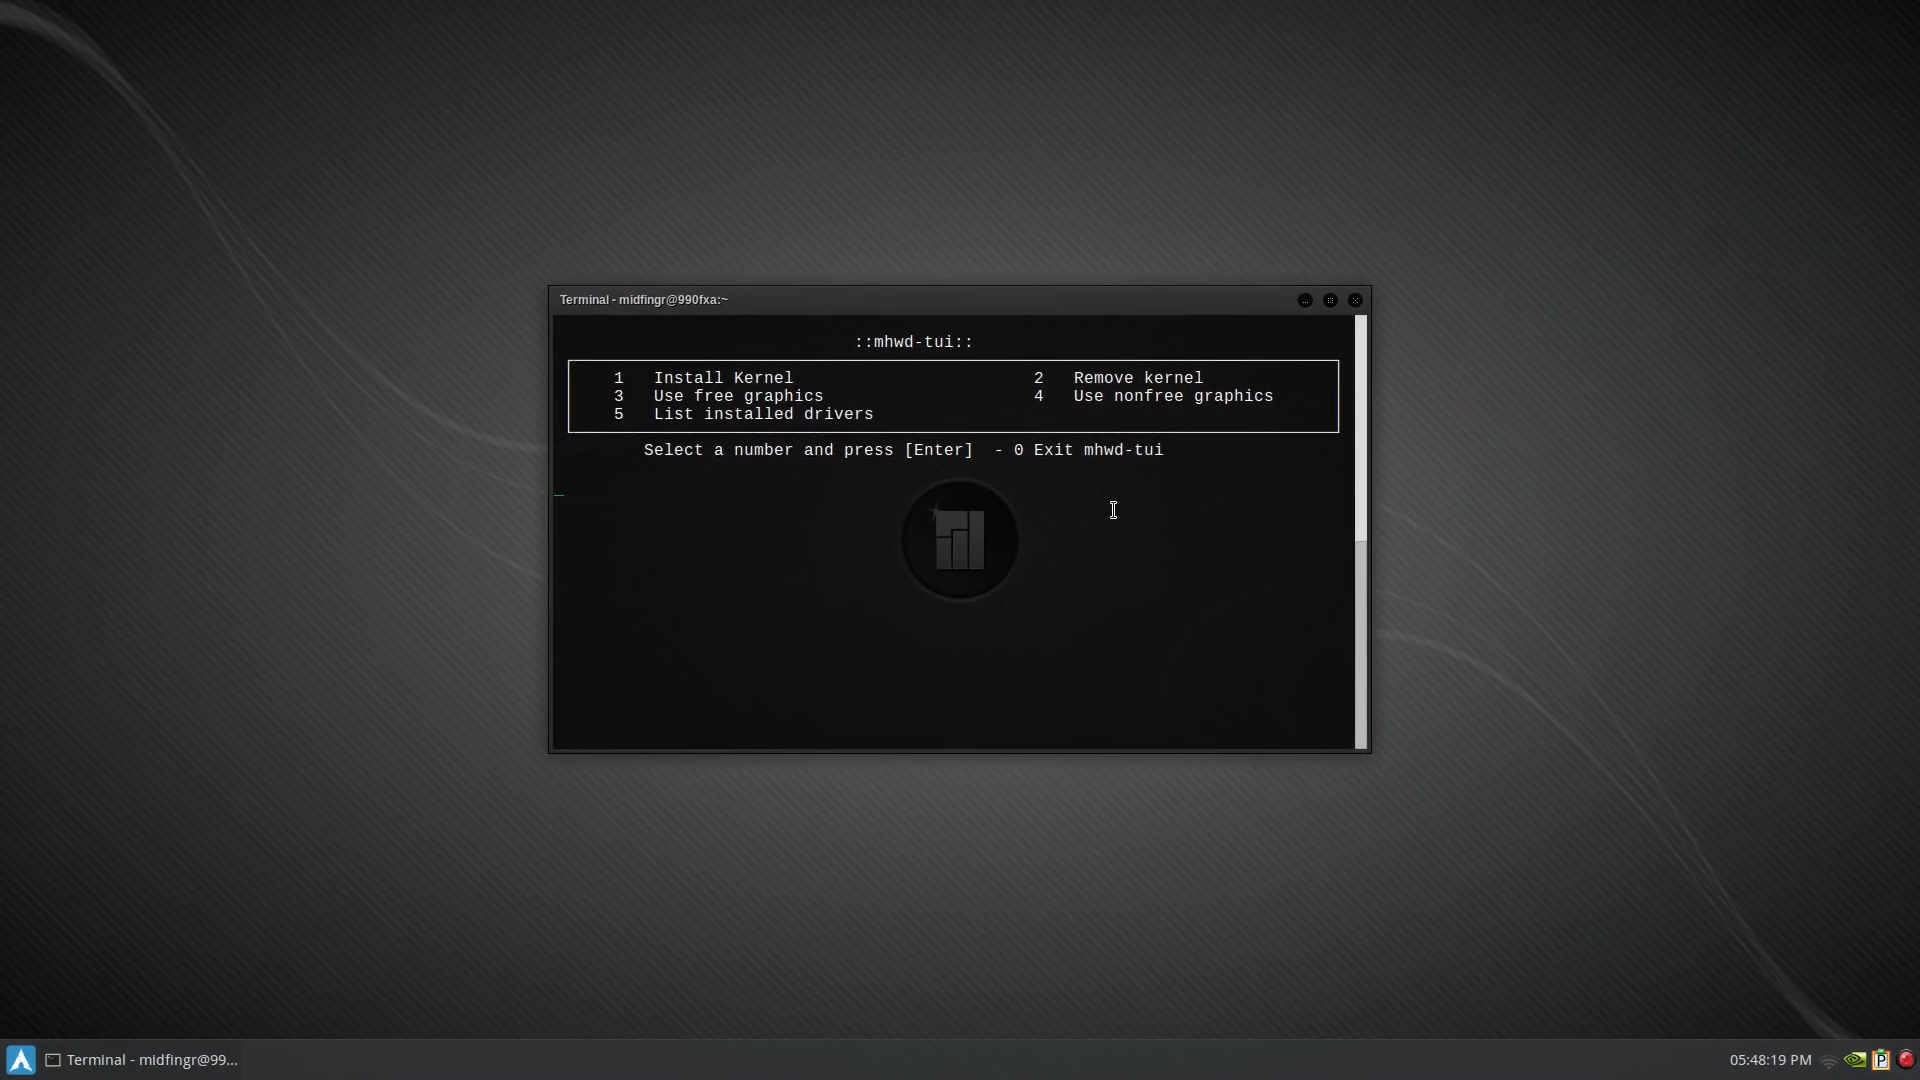 Terminal - midfingr@990fxa:~
::mhwd-tui::
1 Install Kernel 2 Remove kernel
3 Use free graphics 4 Use nonfree graphics
5 List installed drivers
Select a number and press [Enter] - 0 Exit mhwd-tui
Terminal - midfingr@99... 05:48:19 PM P